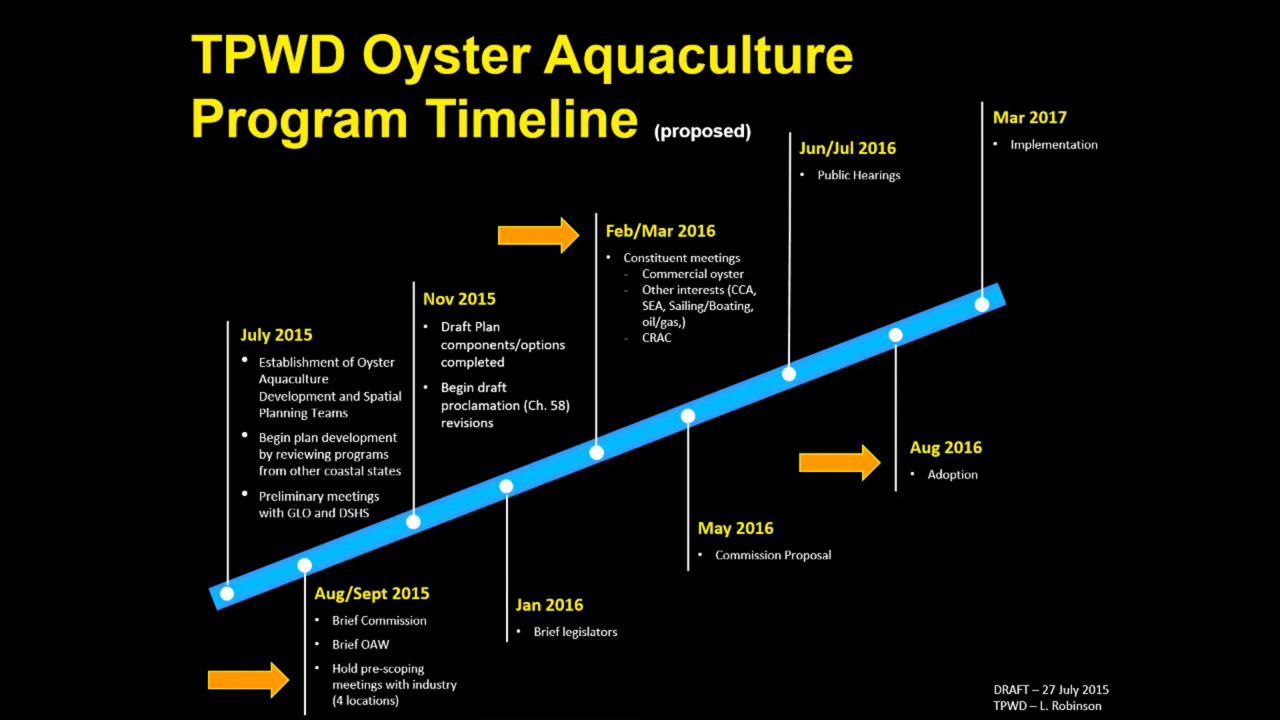 TPWD Oyster Aquaculture
Program Timeline (proposed)
July 2015
• Establishment of Oyster
Aquaculture
Development and Spatial
Planning Teams
• Begin plan development
by reviewing programs
from other coastal states
• Preliminary meetings
with GLO and DSHS
Aug/Sept 2015
• Brief Commission
• Brief OAW
• Hold pre-scoping
meetings with industry
(4 locations)
Nov 2015
• Draft Plan
components/options
completed
• Begin draft
proclamation (Ch. 58)
revisions
Jan 2016
• Brief legislators
Feb/Mar 2016
• Constituent meetings
- Commercial oyster
- Other interests (CCA,
SEA, Sailing/Boating,
oil/gas,)
- CRAC
May 2016
• Commission Proposal
Jun/Jul 2016
• Public Hearings
Aug 2016
• Adoption
Mar 2017
• Implementation
DRAFT – 27 July 2015
TPWD – L. Robinson